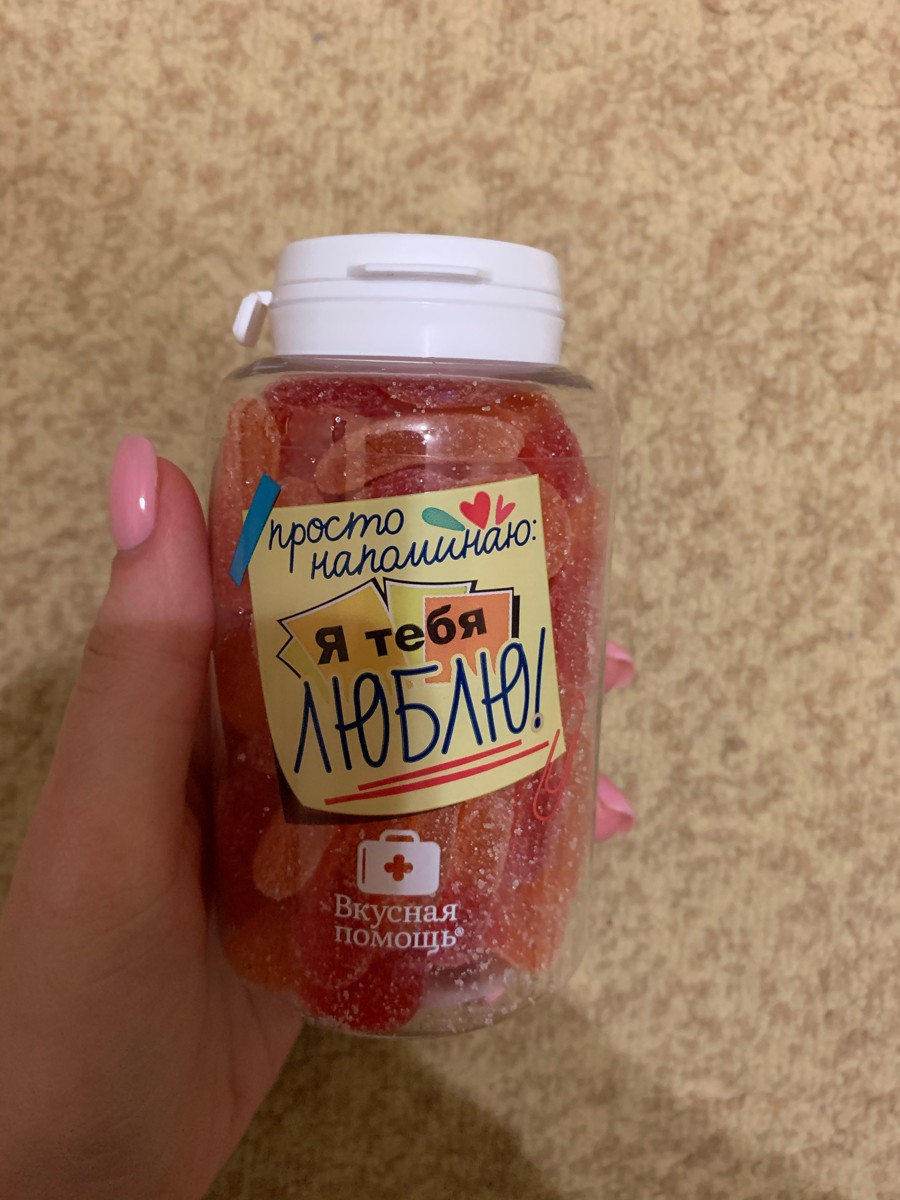 просто
напоминаю:
Я тебя
ЛЮБЛЮ!
Вкусная
помощь®